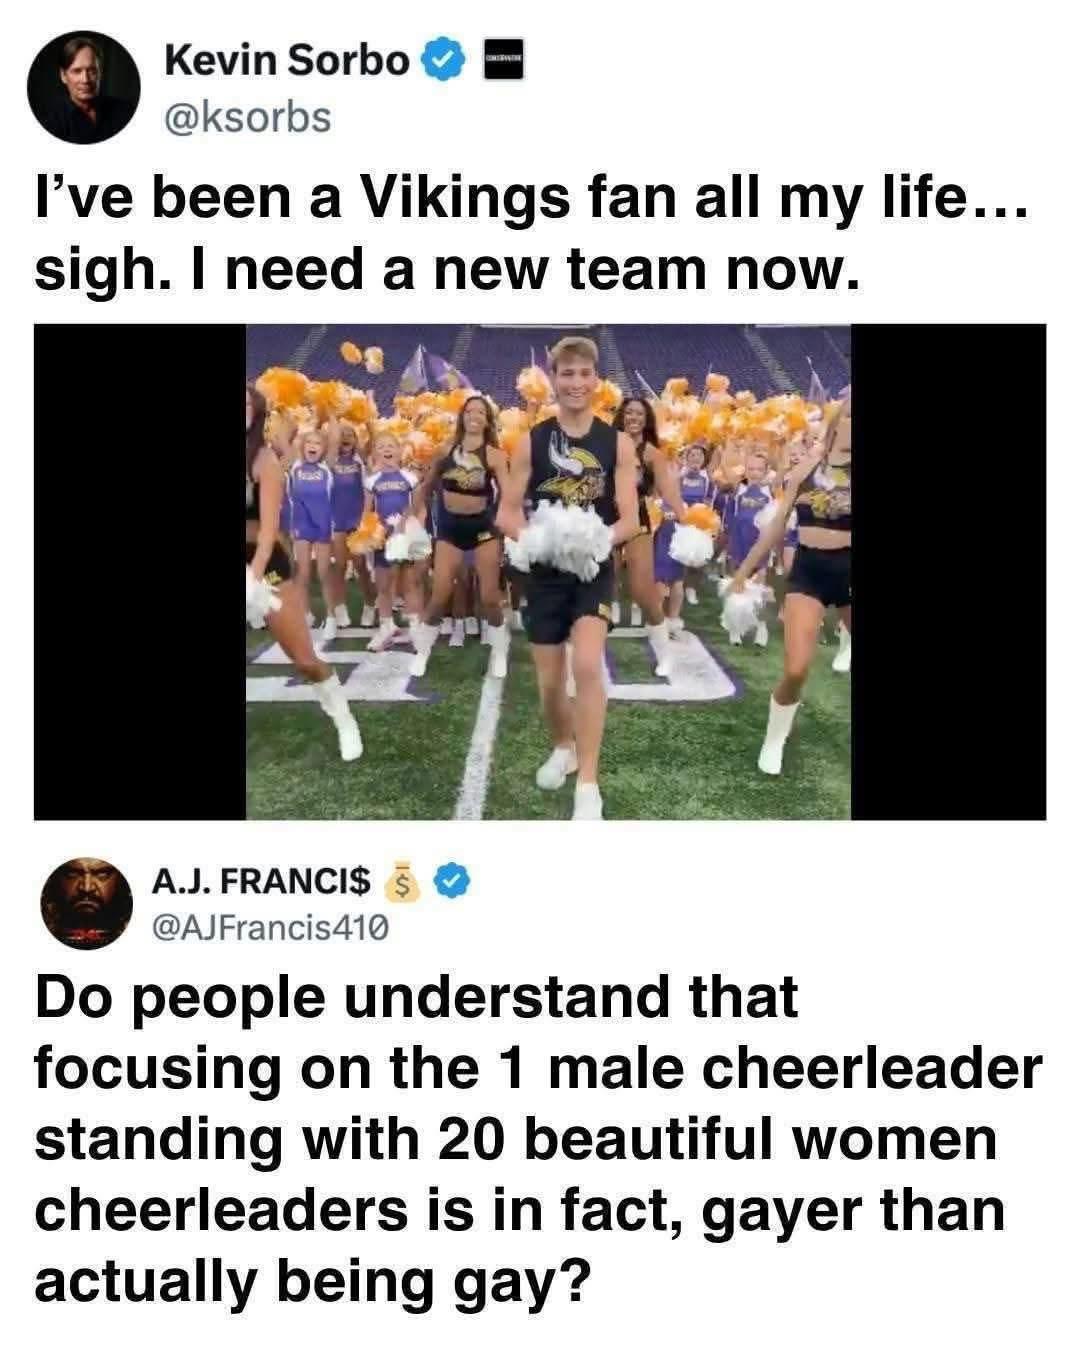 Kevin Sorbo
@ksorbs
I’ve been a Vikings fan all my life…
sigh. I need a new team now.
A.J. FRANCI$
@AJFrancis410
Do people understand that
focusing on the 1 male cheerleader
standing with 20 beautiful women
cheerleaders is in fact, gayer than
actually being gay?